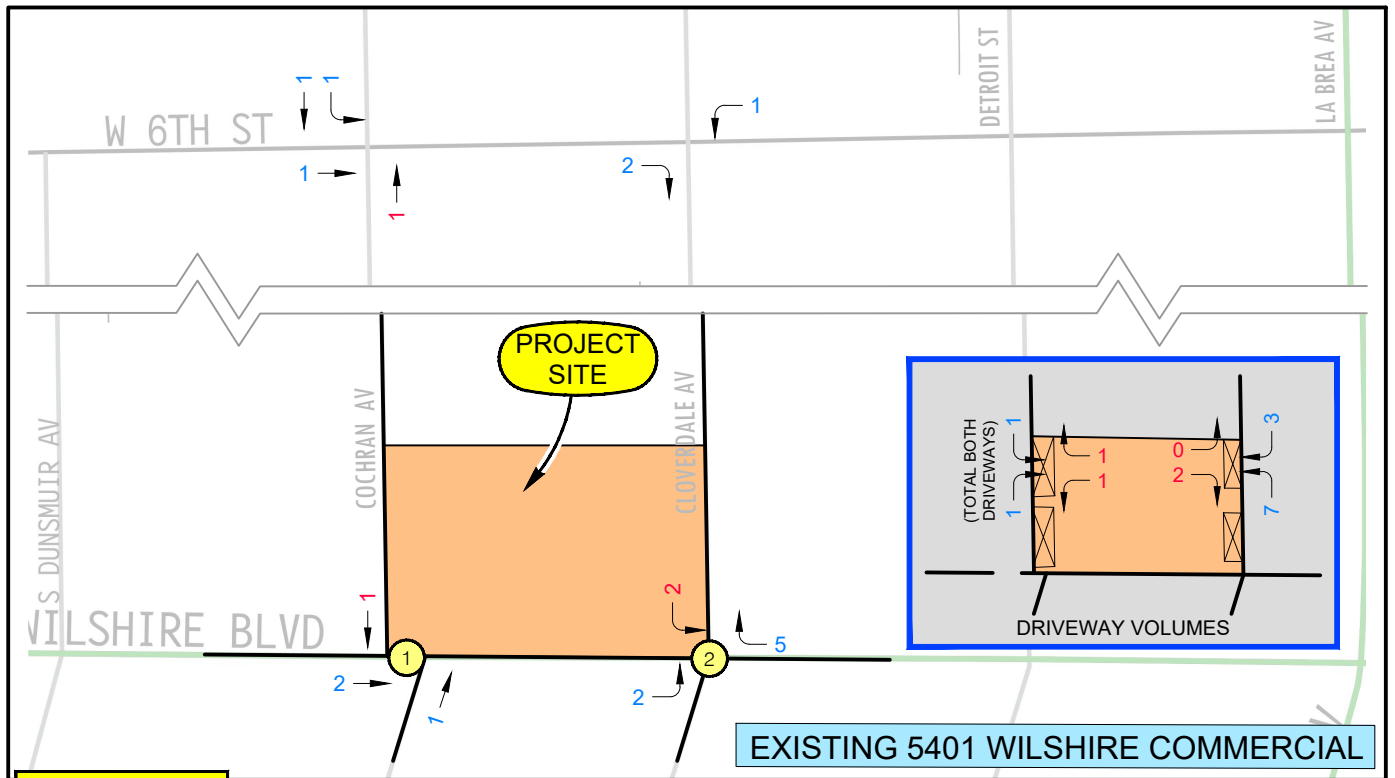 DETROIT ST
LA BREA AV
1 1
1
W 6TH ST
1
2
1
PROJECT
SITE
COCHRAN AV
CLOVERDALE AV
S DUNSMUIR AV
(TOTAL BOTH
DRIVEWAYS)
1
1
1
1
0
2
3
7
DRIVEWAY VOLUMES
1
2
WILSHIRE BLVD
5
1
2
2
1
2
EXISTING 5401 WILSHIRE COMMERCIAL